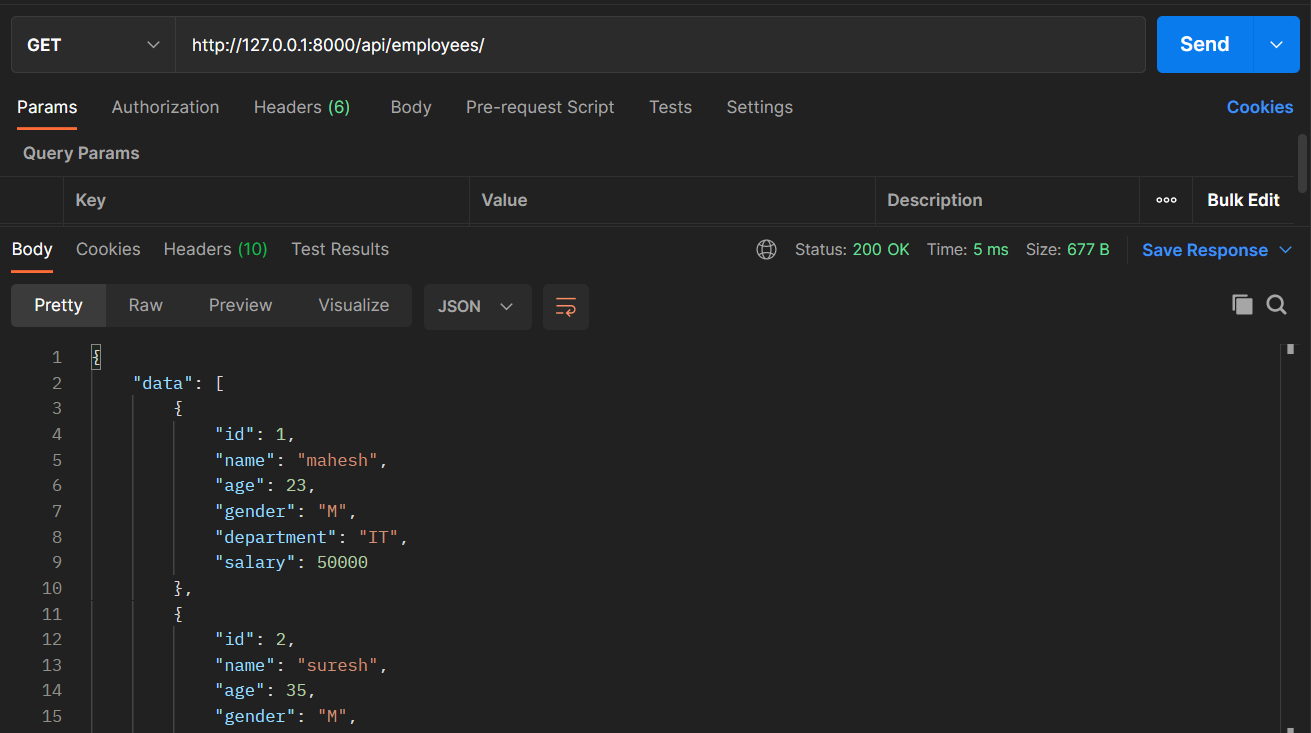 GET http://127.0.0.1:8000/api/employees/ Send
Params Authorization Headers (6) Body Pre-request Script Tests Settings Cookies
Query Params
Key Value Description ooo Bulk Edit
Body Cookies Headers (10) Test Results Status: 200 OK Time: 5 ms Size: 677 B Save Response
Pretty Raw Preview Visualize JSON
1 {
2 "data": [
3 {
4 "id": 1,
5 "name": "mahesh",
6 "age": 23,
7 "gender": "M",
8 "department": "IT",
9 "salary": 50000
10 },
11 {
12 "id": 2,
13 "name": "suresh",
14 "age": 35,
15 "gender": "M",